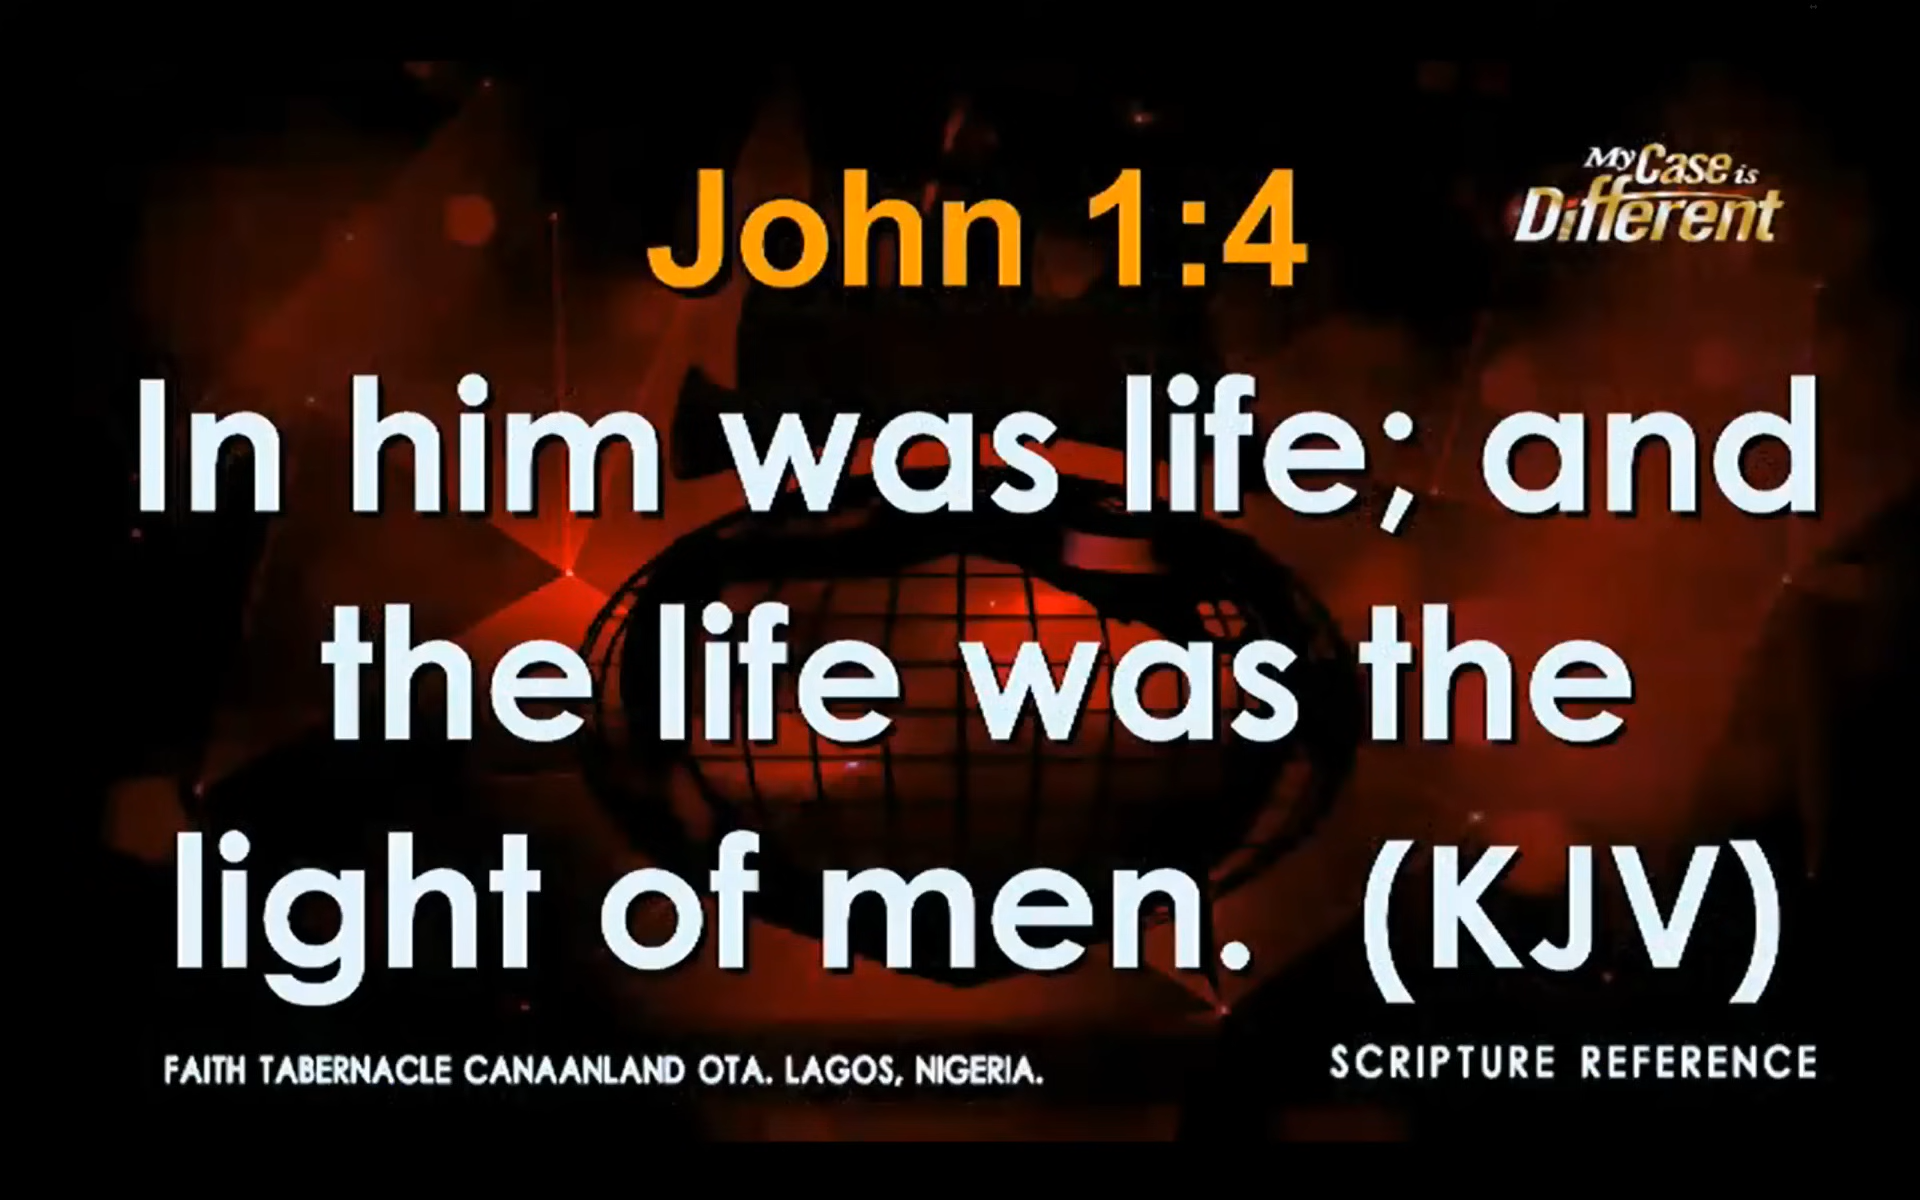 John 1:4
My Case is
Different
In him was life; and
the life was the
light of men. (KJV)
FAITH TABERNACLE CANAANLAND OTA. LAGOS, NIGERIA.
SCRIPTURE REFERENCE